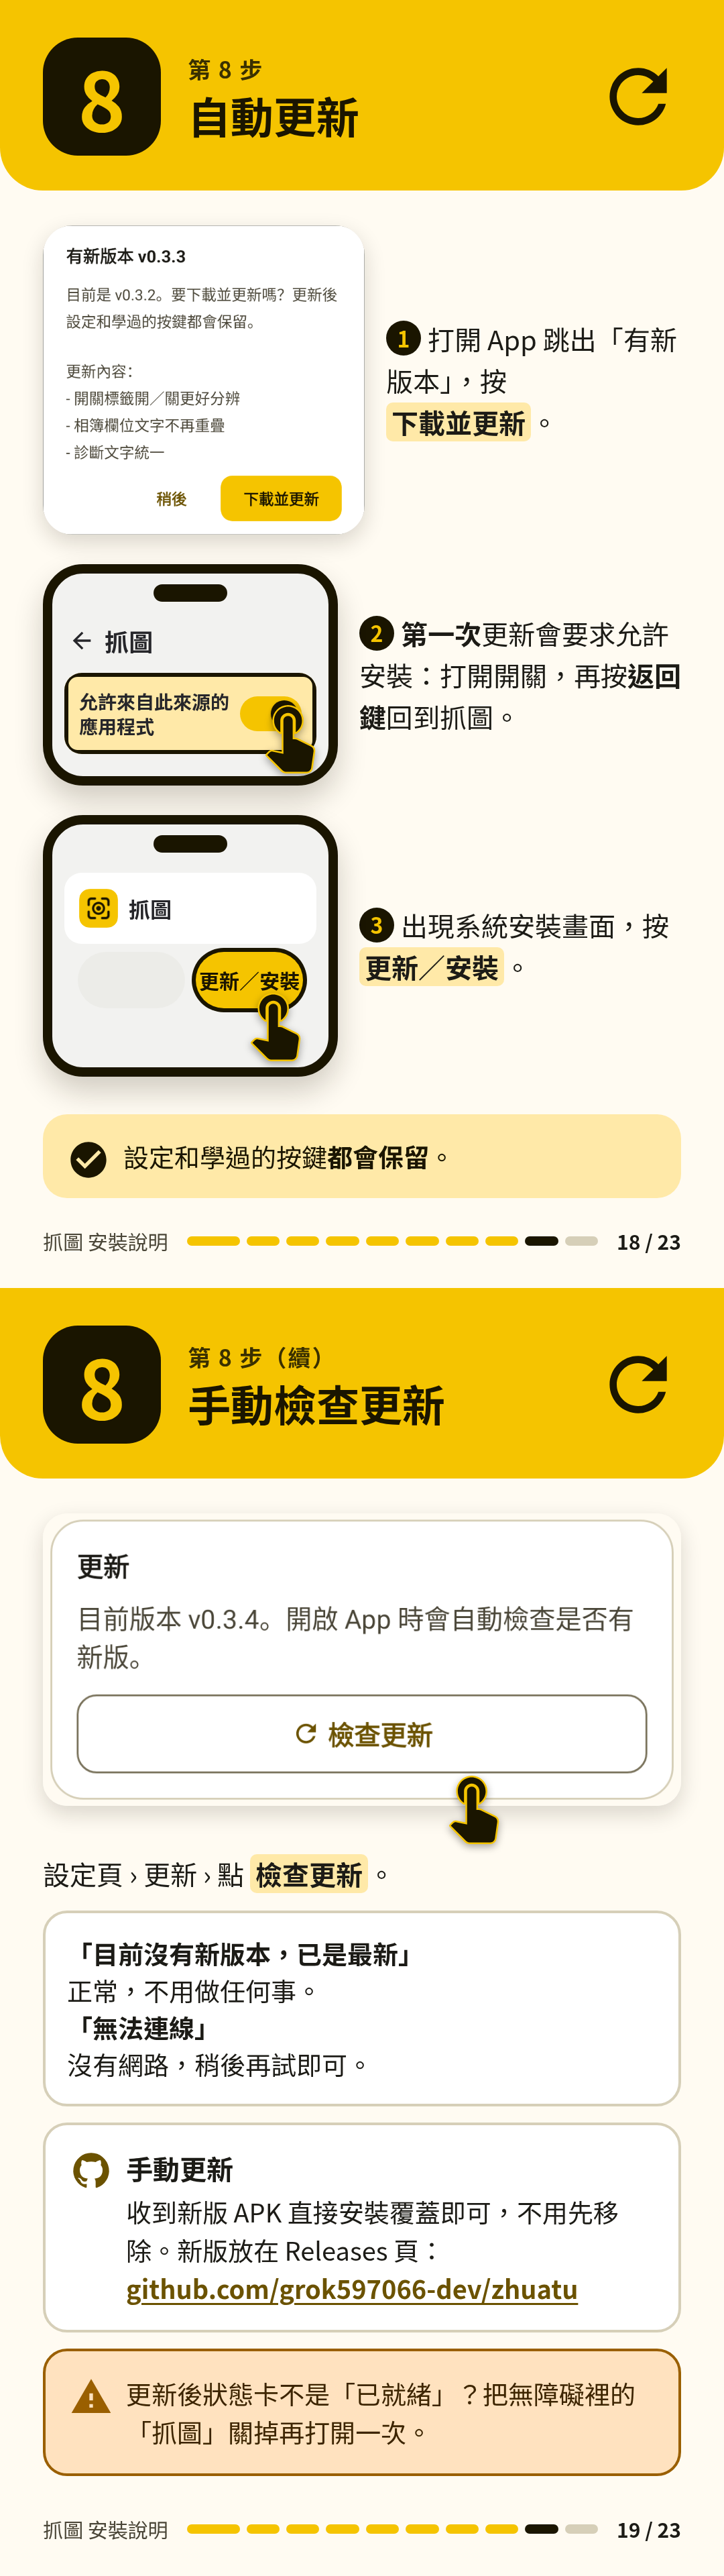 8
第 8 步
自動更新
有新版本 v0.3.3
目前是 v0.3.2。要下載並更新嗎？更新後
設定和學過的按鍵都會保留。
更新內容：
- 開關標籤開／關更好分辨
- 相簿欄位文字不再重疊
- 診斷文字統一
稍後
下載並更新
1 打開 App 跳出「有新
版本」，按
下載並更新。
抓圖
允許來自此來源的
應用程式
2 第一次更新會要求允許
安裝：打開開關，再按返回
鍵回到抓圖。
抓圖
更新／安裝
3 出現系統安裝畫面，按
更新／安裝。
設定和學過的按鍵都會保留。
抓圖 安裝說明
18 / 23
8
第 8 步（續）
手動檢查更新
更新
目前版本 v0.3.4。開啟 App 時會自動檢查是否有
新版。
檢查更新
設定頁 › 更新 › 點 檢查更新。
「目前沒有新版本，已是最新」
正常，不用做任何事。
「無法連線」
沒有網路，稍後再試即可。
手動更新
收到新版 APK 直接安裝覆蓋即可，不用先移
除。新版放在 Releases 頁：
github.com/grok597066-dev/zhuatu
更新後狀態卡不是「已就緒」？把無障礙裡的
「抓圖」關掉再打開一次。
抓圖 安裝說明
19 / 23